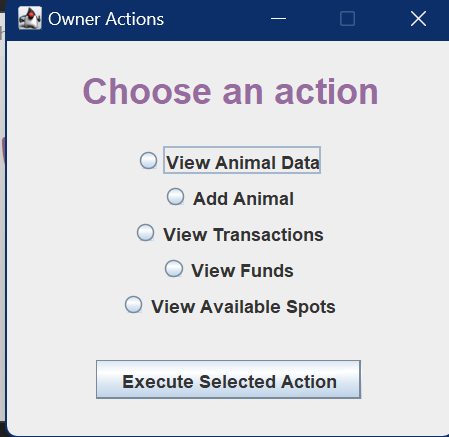 Owner Actions
Choose an action
View Animal Data
Add Animal
View Transactions
View Funds
View Available Spots
Execute Selected Action